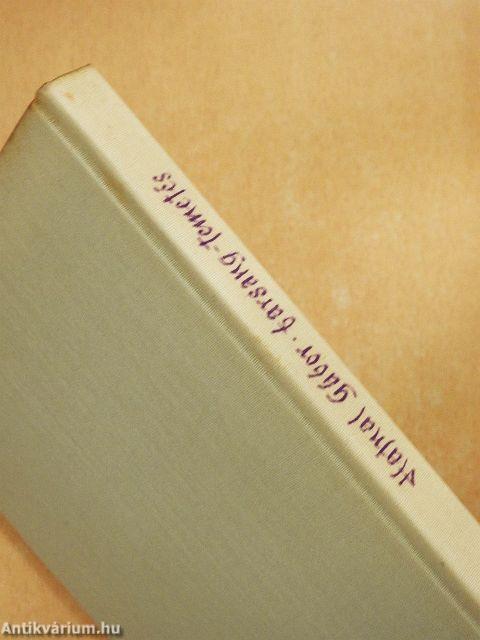 Hajnal Gábor · farsang-temetés
Antikvárium.hu